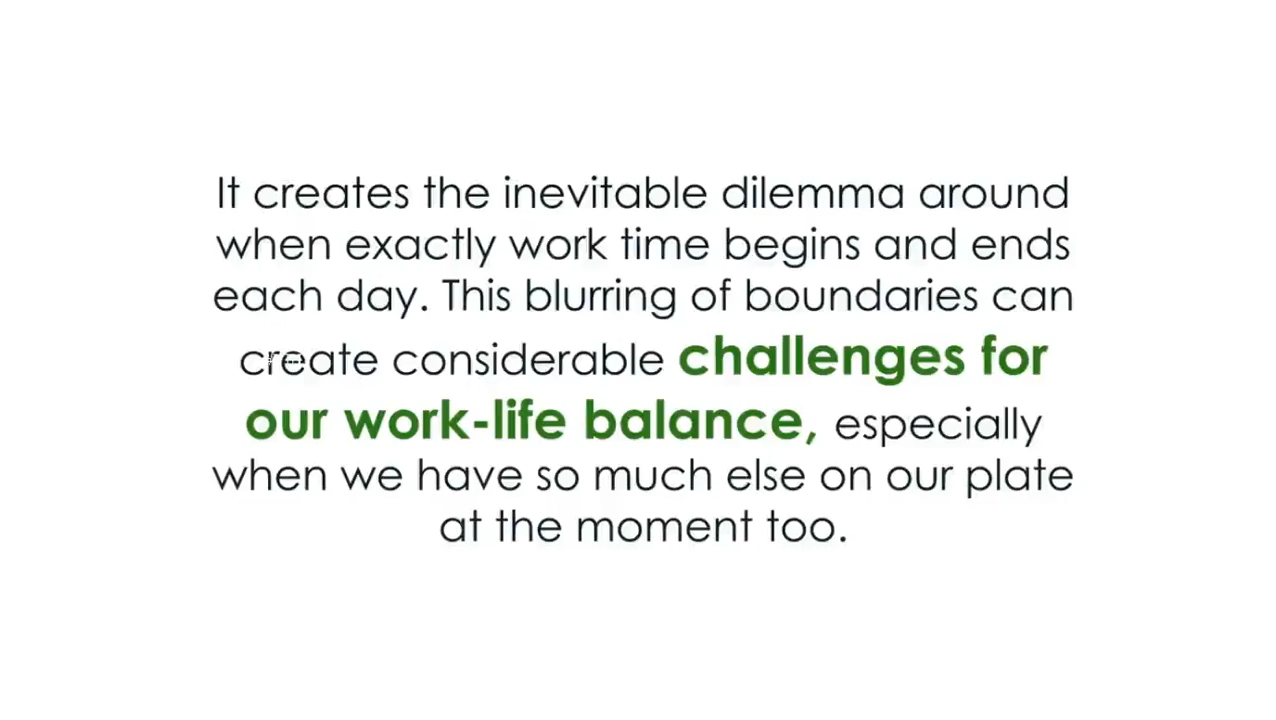 It creates the inevitable dilemma around
when exactly work time begins and ends
each day. This blurring of boundaries can
create considerable challenges for
our work-life balance, especially
when we have so much else on our plate
at the moment too.